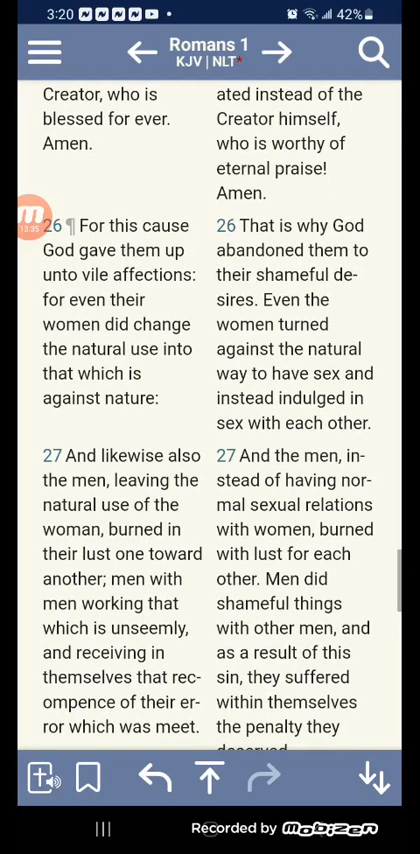 3:20
42%
Romans 1
KJV | NLT*
Creator, who is
blessed for ever.
Amen.
ated instead of the
Creator himself,
who is worthy of
eternal praise!
Amen.
13:35
26 ¶ For this cause
God gave them up
unto vile affections:
for even their
women did change
the natural use into
that which is
against nature:
26 That is why God
abandoned them to
their shameful de-
sires. Even the
women turned
against the natural
way to have sex and
instead indulged in
sex with each other.
27 And likewise also
the men, leaving the
natural use of the
woman, burned in
their lust one toward
another; men with
men working that
which is unseemly,
and receiving in
themselves that rec-
ompence of their er-
ror which was meet.
27 And the men, in-
stead of having nor-
mal sexual relations
with women, burned
with lust for each
other. Men did
shameful things
with other men, and
as a result of this
sin, they suffered
within themselves
the penalty they
deserved
Recorded by Mobizen